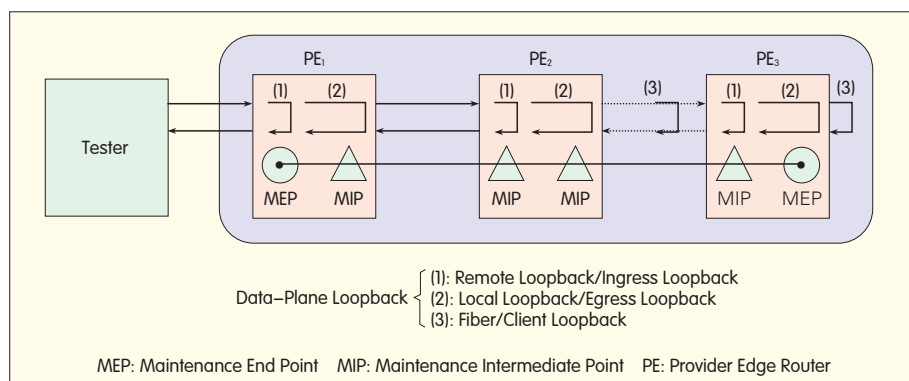 PE₁ PE₂ PE₃
(1) (2) (1) (2) (3) (1) (2) (3)
Tester
MEP MIP MIP MIP MIP MEP
Data-Plane Loopback
(1): Remote Loopback/Ingress Loopback
(2): Local Loopback/Egress Loopback
(3): Fiber/Client Loopback
MEP: Maintenance End Point MIP: Maintenance Intermediate Point PE: Provider Edge Router